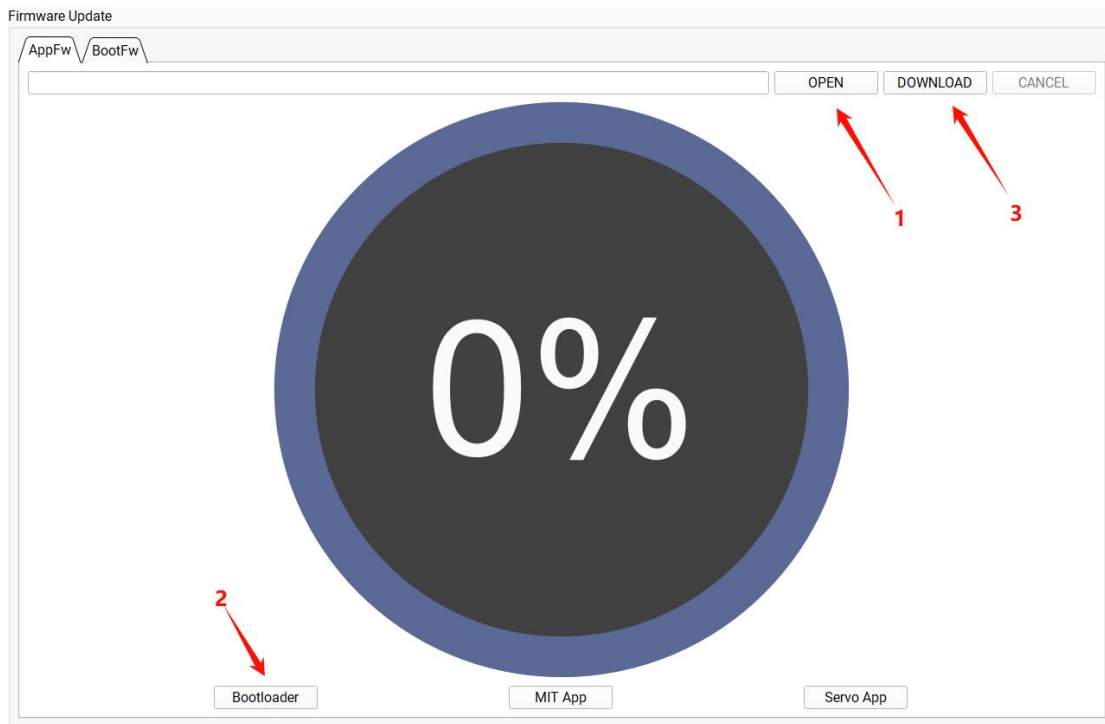 Firmware Update
AppFw BootFw
OPEN DOWNLOAD CANCEL
1
3
0%
2
Bootloader MIT App Servo App